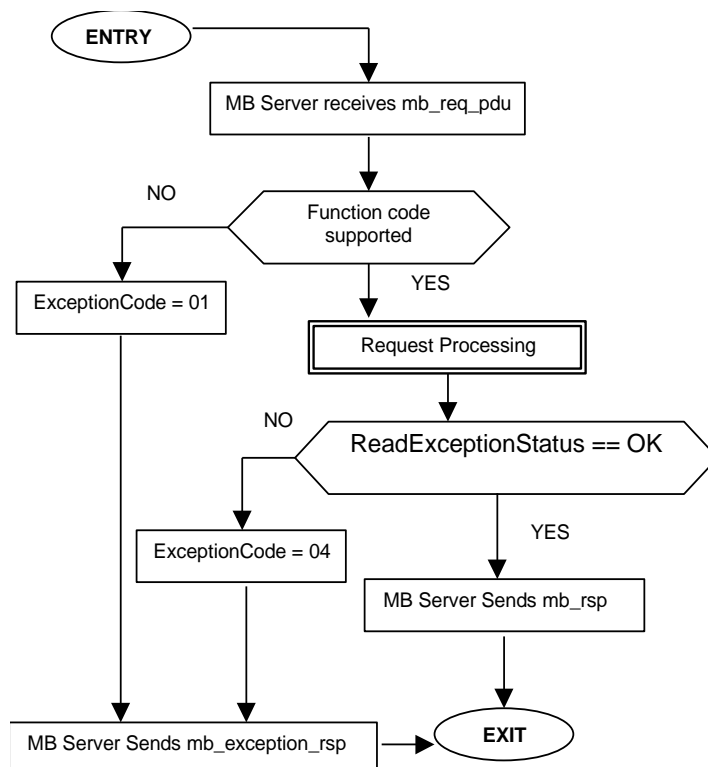 ENTRY
MB Server receives mb_req_pdu
NO
Function code
supported
YES
ExceptionCode = 01
Request Processing
NO
ReadExceptionStatus == OK
YES
ExceptionCode = 04
MB Server Sends mb_rsp
MB Server Sends mb_exception_rsp
EXIT